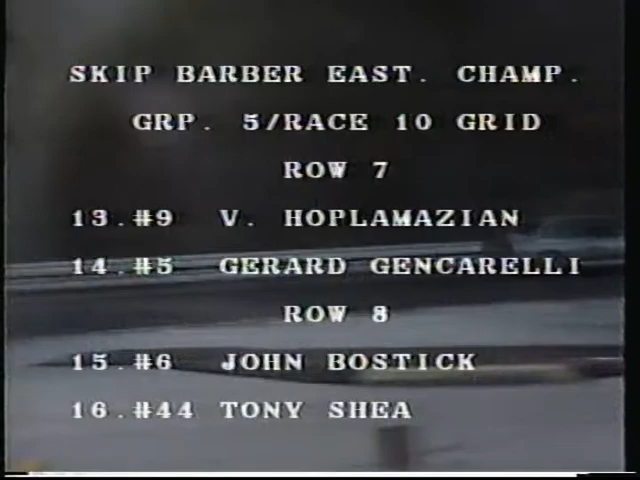 SKIP BARBER EAST. CHAMP.
GRP. 5/RACE 10 GRID
ROW 7
13.#9 V. HOPLAMAZIAN
14.#5 GERARD GENCARELLI
ROW 8
15.#6 JOHN BOSTICK
16.#44 TONY SHEA